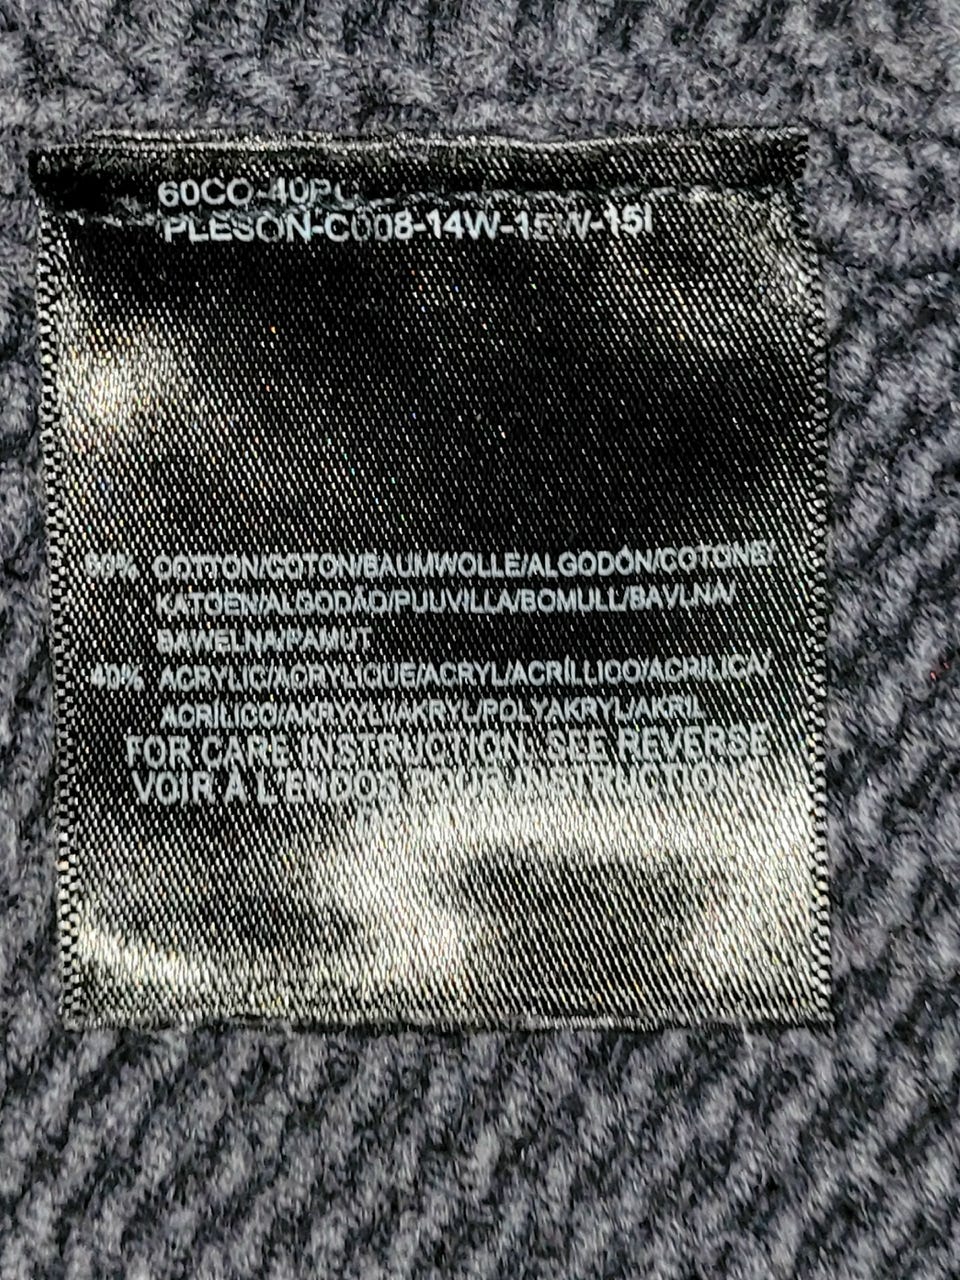 60CO-40PC
PLESON-C008-14W-15W-15I
60% COTTON/COTON/BAUMWOLLE/ALGODÓN/COTONE/
KATOEN/ALGODÃO/PUUVILLA/BOMULL/BAVLNA/
BAWELNA/PAMUT
40% ACRYLIC/ACRYLIQUE/ACRYL/ACRÍLLICO/ACRILICA/
ACRÍLICO/AKRYYLI/AKRYL/POLYAKRYL/AKRIL
FOR CARE INSTRUCTION, SEE REVERSE
VOIR À L'ENDOS POUR INSTRUCTIONS